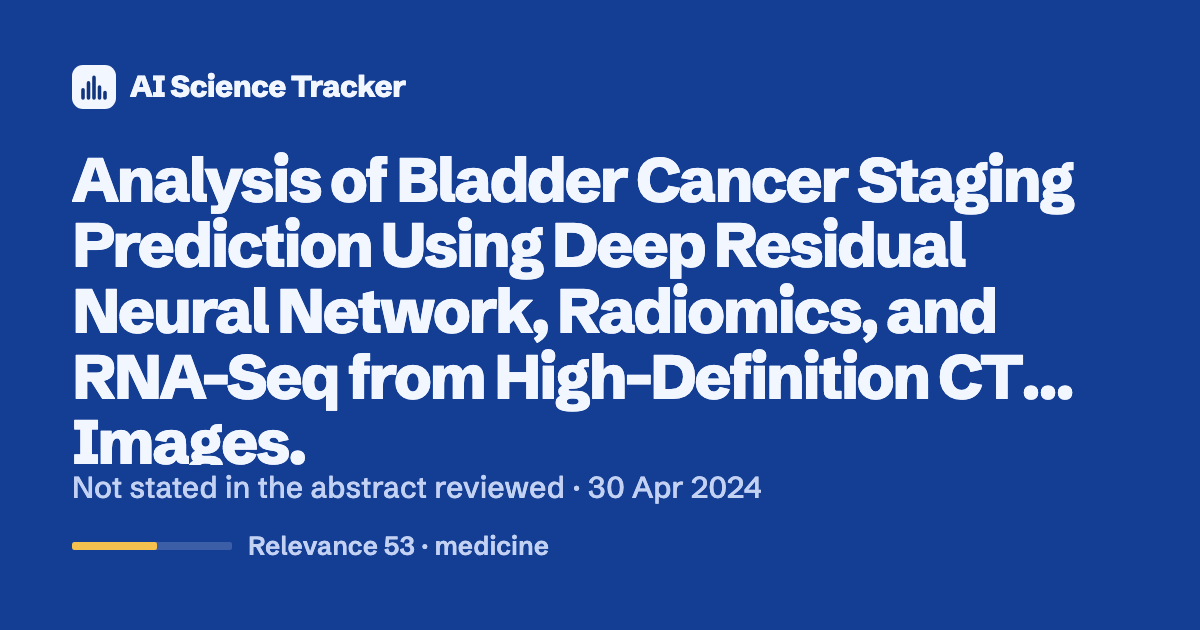 AI Science Tracker
Analysis of Bladder Cancer Staging
Prediction Using Deep Residual
Neural Network, Radiomics, and
RNA-Seq from High-Definition CT...
Images.
Not stated in the abstract reviewed · 30 Apr 2024
Relevance 53 · medicine